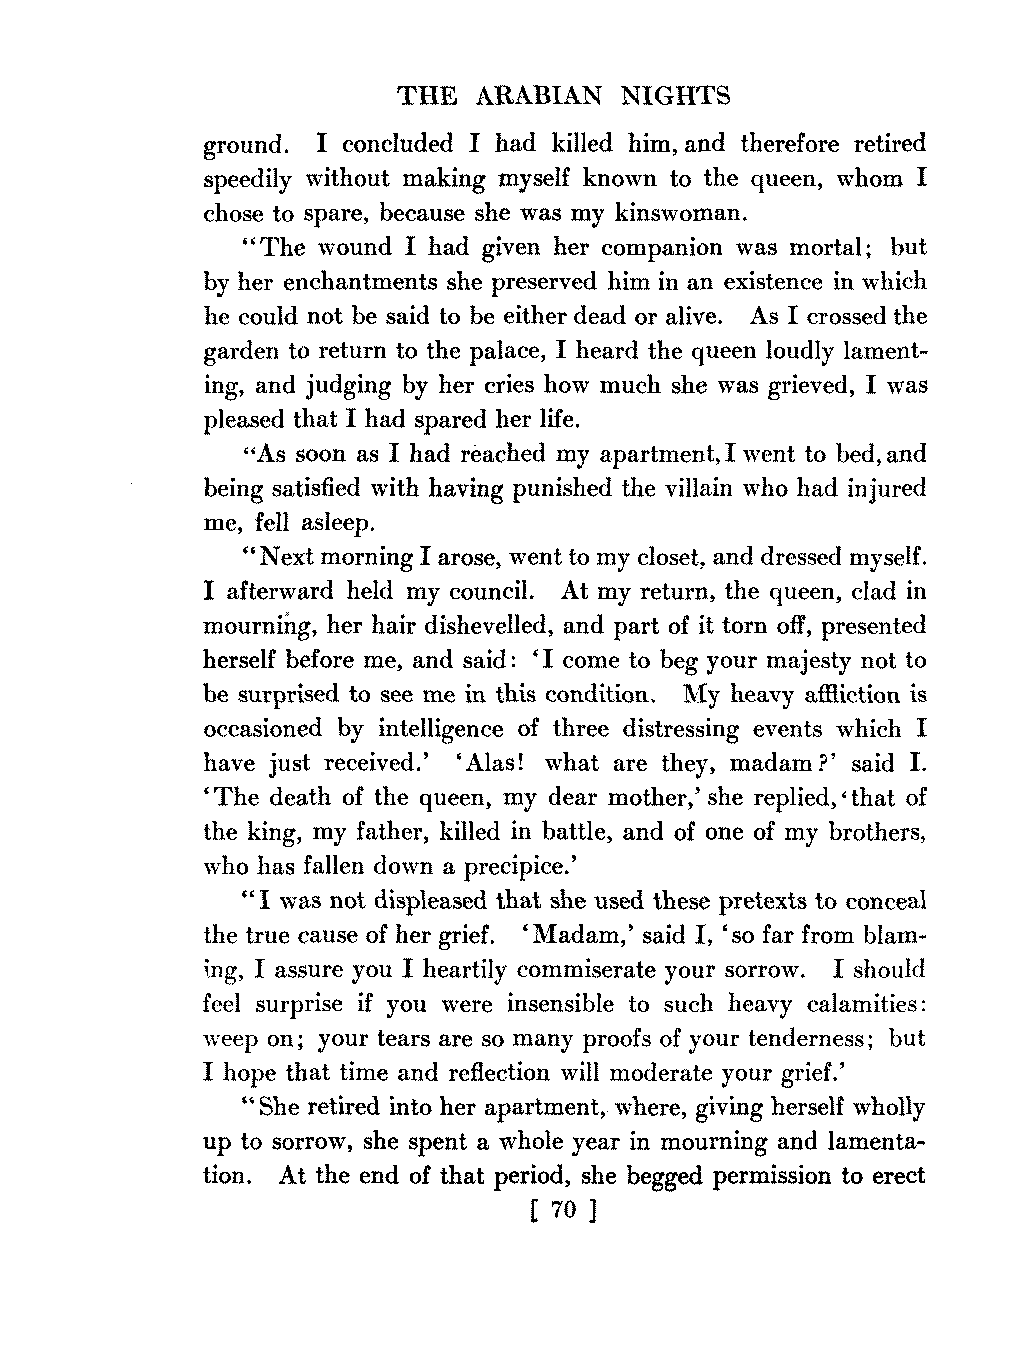 THE ARABIAN NIGHTS
ground. I concluded I had killed him, and therefore retired
speedily without making myself known to the queen, whom I
chose to spare, because she was my kinswoman.
“The wound I had given her companion was mortal; but
by her enchantments she preserved him in an existence in which
he could not be said to be either dead or alive. As I crossed the
garden to return to the palace, I heard the queen loudly lament-
ing, and judging by her cries how much she was grieved, I was
pleased that I had spared her life.
“As soon as I had reached my apartment, I went to bed, and
being satisfied with having punished the villain who had injured
me, fell asleep.
“Next morning I arose, went to my closet, and dressed myself.
I afterward held my council. At my return, the queen, clad in
mourning, her hair dishevelled, and part of it torn off, presented
herself before me, and said: ‘I come to beg your majesty not to
be surprised to see me in this condition. My heavy affliction is
occasioned by intelligence of three distressing events which I
have just received.’ ‘Alas! what are they, madam?’ said I.
‘The death of the queen, my dear mother,’ she replied, ‘that of
the king, my father, killed in battle, and of one of my brothers,
who has fallen down a precipice.’
“I was not displeased that she used these pretexts to conceal
the true cause of her grief. ‘Madam,’ said I, ‘so far from blam-
ing, I assure you I heartily commiserate your sorrow. I should
feel surprise if you were insensible to such heavy calamities:
weep on; your tears are so many proofs of your tenderness; but
I hope that time and reflection will moderate your grief.’
“She retired into her apartment, where, giving herself wholly
up to sorrow, she spent a whole year in mourning and lamenta-
tion. At the end of that period, she begged permission to erect
[ 70 ]